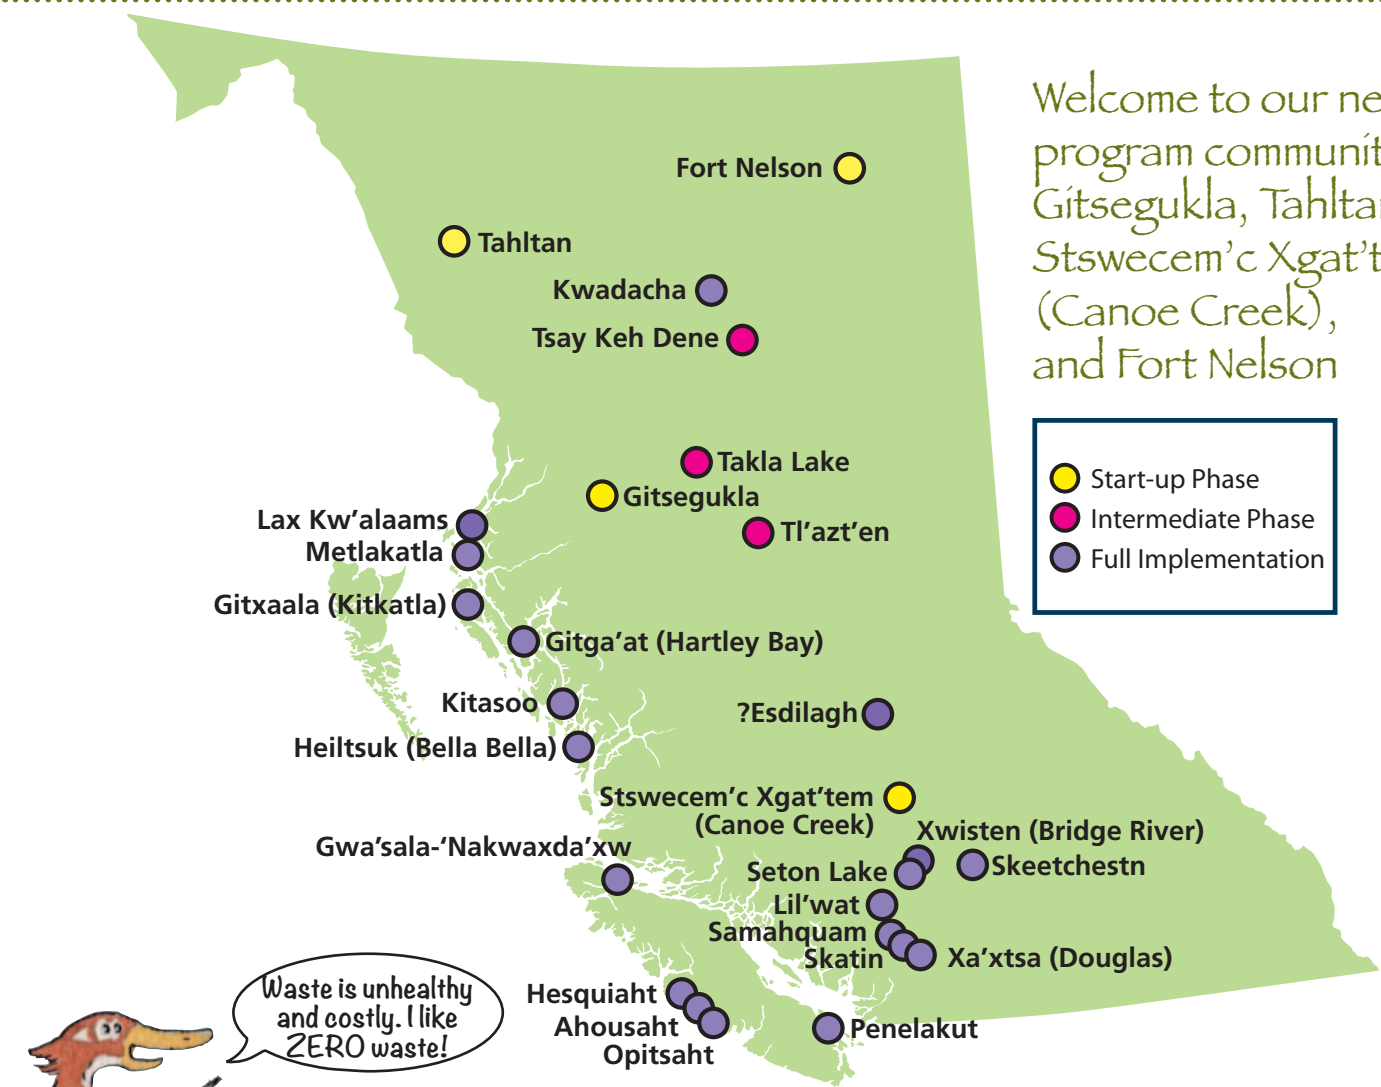 Welcome to our
program
Gitsegukla,
Stswecem’c
(Canoe Creek),
and Fort Nelson
Start-up Phase
Intermediate Phase
Full Implementation
Fort Nelson
Tahltan
Kwadacha
Tsay Keh Dene
Takla Lake
Gitsegukla
Tl’azt’en
Lax Kw’alaams
Metlakatla
Gitxaala (Kitkatla)
Gitga’at (Hartley Bay)
Kitasoo
?Esdilagh
Heiltsuk (Bella Bella)
Stswecem’c Xgat’tem
(Canoe Creek)
Xwisten (Bridge River)
Gwa’sala-‘Nakwaxda’xw
Seton Lake
Skeetchestn
Lil’wat
Samahquam
Skatin
Xa’xtsa (Douglas)
Hesquiaht
Ahousaht
Opitsaht
Penelakut
Waste is unhealthy
and costly. I like
ZERO waste!